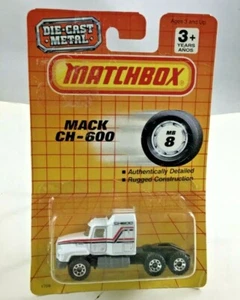 DIE-CAST
METAL
Ages 3 and Up
3+
YEARS
AÑOS
MATCHBOX
MACK
CH-600
MB
8
• Authentically Detailed
• Rugged Construction
CH600